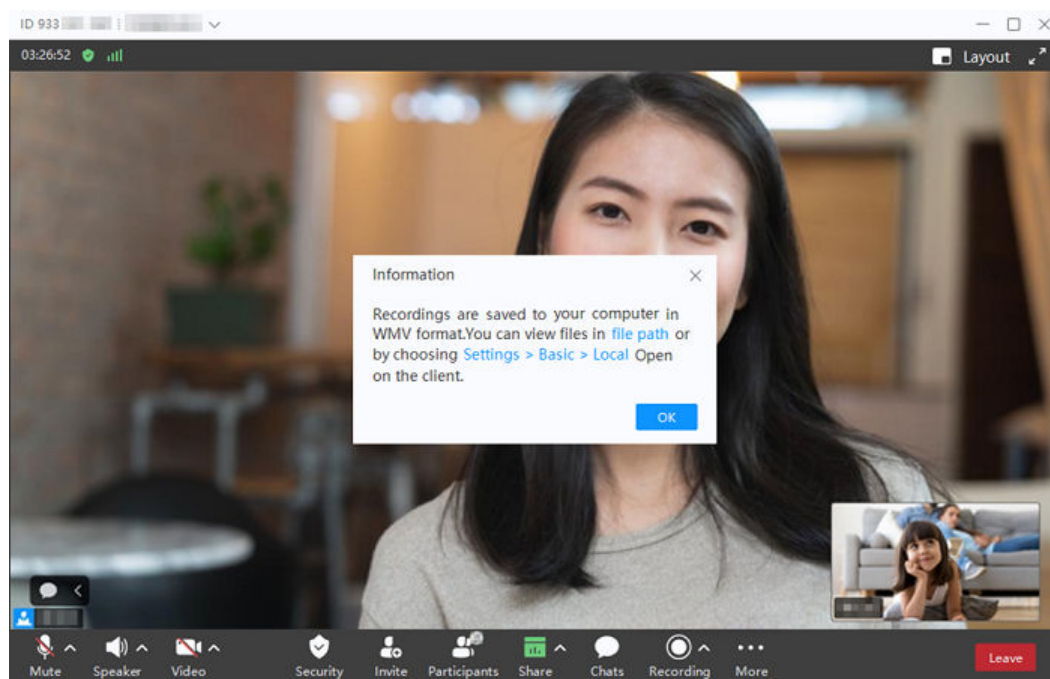 ID 933
03:26:52
Layout
Information
Recordings are saved to your computer in
WMV format.You can view files in file path or
by choosing Settings > Basic > Local Open
on the client.
OK
Mute Speaker Video Security Invite Participants Share Chats Recording More
Leave